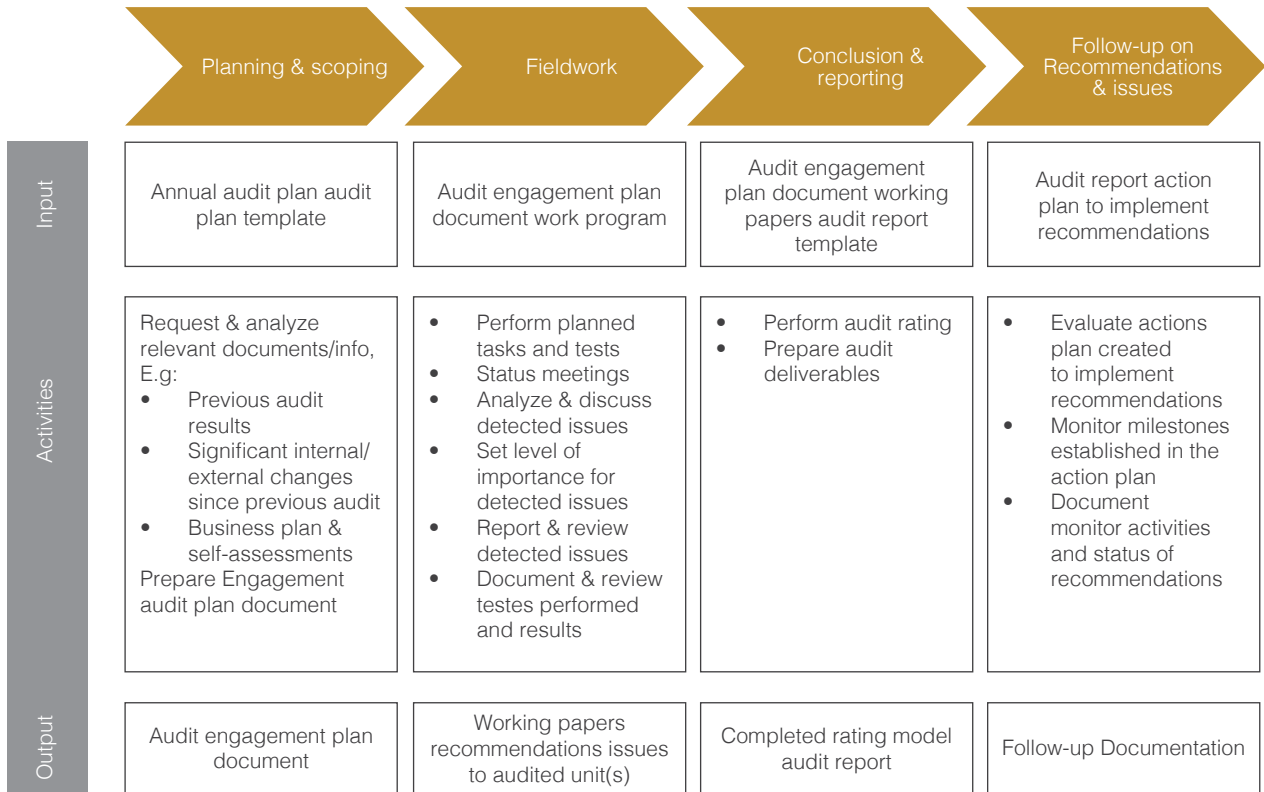 Planning & scoping
Fieldwork
Conclusion &
reporting
Follow-up on
Recommendations
& issues
Input
Annual audit plan audit
plan template
Audit engagement plan
document work program
Audit engagement
plan document working
papers audit report
template
Audit report action
plan to implement
recommendations
Activities
Request & analyze
relevant documents/info,
E.g:
• Previous audit
results
• Significant internal/
external changes
since previous audit
• Business plan &
self-assessments
Prepare Engagement
audit plan document
• Perform planned
tasks and tests
• Status meetings
• Analyze & discuss
detected issues
• Set level of
importance for
detected issues
• Report & review
detected issues
• Document & review
testes performed
and results
• Perform audit rating
• Prepare audit
deliverables
• Evaluate actions
plan created
to implement
recommendations
• Monitor milestones
established in the
action plan
• Document
monitor activities
and status of
recommendations
Output
Audit engagement plan
document
Working papers
recommendations issues
to audited unit(s)
Completed rating model
audit report
Follow-up Documentation